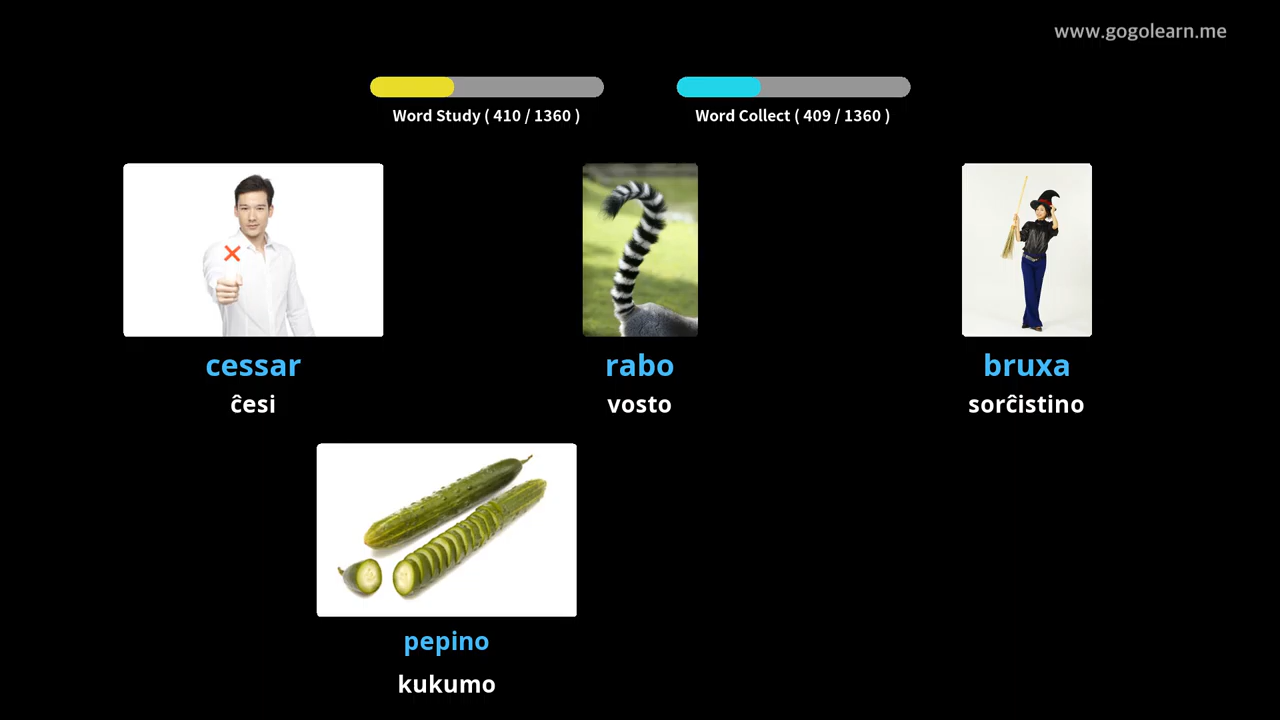 www.gogolearn.me
Word Study ( 410 / 1360 )
Word Collect ( 409 / 1360 )
cessar
ĉesi
rabo
vosto
bruxa
sorĉistino
pepino
kukumo